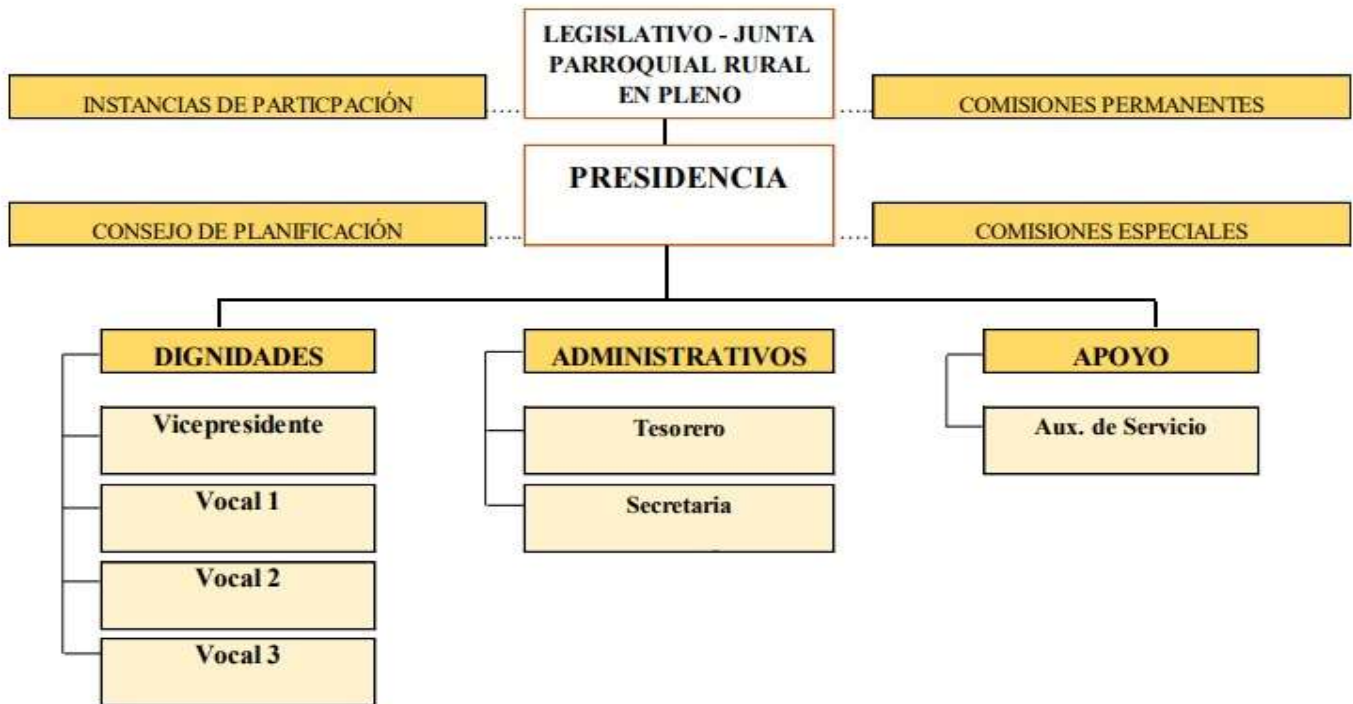 LEGISLATIVO - JUNTA
PARROQUIAL RURAL
EN PLENO
INSTANCIAS DE PARTICPACIÓN
COMISIONES PERMANENTES
PRESIDENCIA
CONSEJO DE PLANIFICACIÓN
COMISIONES ESPECIALES
DIGNIDADES
ADMINISTRATIVOS
APOYO
Vicepresidente
Tesorero
Aux. de Servicio
Vocal 1
Secretaria
Vocal 2
Vocal 3